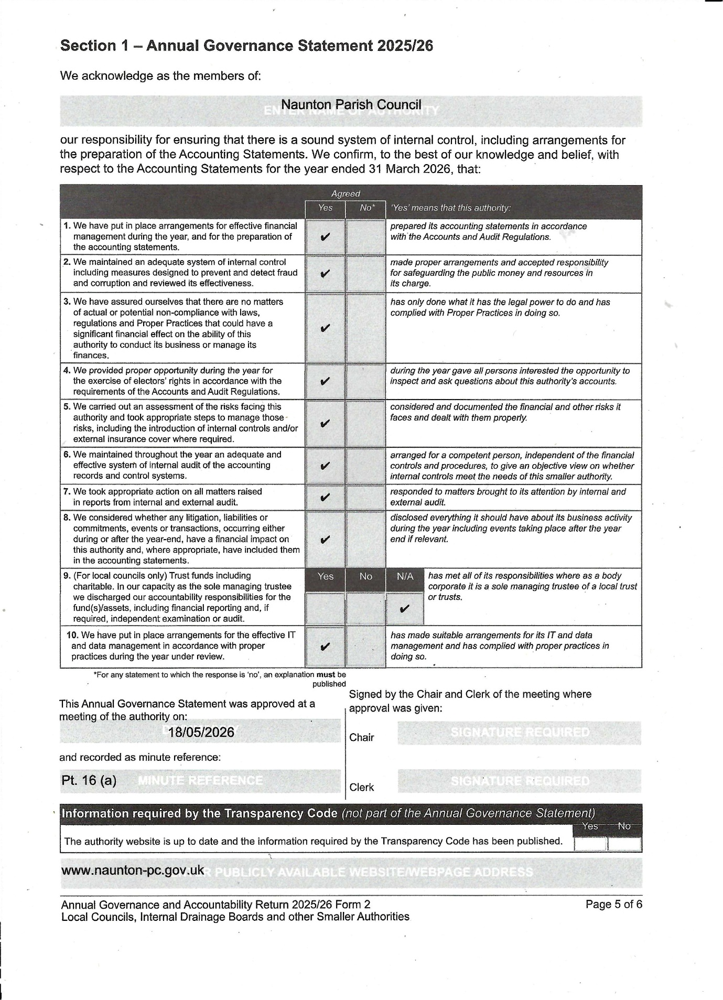 Section 1 – Annual Governance Statement 2025/26
We acknowledge as the members of:
Naunton Parish Council
ENTER NAME OF AUTHORITY
our responsibility for ensuring that there is a sound system of internal control, including arrangements for
the preparation of the Accounting Statements. We confirm, to the best of our knowledge and belief, with
respect to the Accounting Statements for the year ended 31 March 2026, that:
Agreed
Yes No* ‘Yes’ means that this authority:
1. We have put in place arrangements for effective financial
management during the year, and for the preparation of
the accounting statements.
✔
prepared its accounting statements in accordance
with the Accounts and Audit Regulations.
2. We maintained an adequate system of internal control
including measures designed to prevent and detect fraud
and corruption and reviewed its effectiveness.
✔
made proper arrangements and accepted responsibility
for safeguarding the public money and resources in
its charge.
3. We have assured ourselves that there are no matters
of actual or potential non-compliance with laws,
regulations and Proper Practices that could have a
significant financial effect on the ability of this
authority to conduct its business or manage its
finances.
✔
has only done what it has the legal power to do and has
complied with Proper Practices in doing so.
4. We provided proper opportunity during the year for
the exercise of electors’ rights in accordance with the
requirements of the Accounts and Audit Regulations.
✔
during the year gave all persons interested the opportunity to
inspect and ask questions about this authority’s accounts.
5. We carried out an assessment of the risks facing this
authority and took appropriate steps to manage those
risks, including the introduction of internal controls and/or
external insurance cover where required.
✔
considered and documented the financial and other risks it
faces and dealt with them properly.
6. We maintained throughout the year an adequate and
effective system of internal audit of the accounting
records and control systems.
✔
arranged for a competent person, independent of the financial
controls and procedures, to give an objective view on whether
internal controls meet the needs of this smaller authority.
7. We took appropriate action on all matters raised
in reports from internal and external audit.
✔
responded to matters brought to its attention by internal and
external audit.
8. We considered whether any litigation, liabilities or
commitments, events or transactions, occurring either
during or after the year-end, have a financial impact on
this authority and, where appropriate, have included them
in the accounting statements.
✔
disclosed everything it should have about its business activity
during the year including events taking place after the year
end if relevant.
9. (For local councils only) Trust funds including
charitable. In our capacity as the sole managing trustee
we discharged our accountability responsibilities for the
fund(s)/assets, including financial reporting and, if
required, independent examination or audit.
Yes No N/A
✔
has met all of its responsibilities where as a body
corporate it is a sole managing trustee of a local trust
or trusts.
10. We have put in place arrangements for the effective IT
and data management in accordance with proper
practices during the year under review.
✔
has made suitable arrangements for its IT and data
management and has complied with proper practices in
doing so.
*For any statement to which the response is ‘no’, an explanation must be
published
This Annual Governance Statement was approved at a
meeting of the authority on:
18/05/2026
and recorded as minute reference:
Pt. 16 (a) MINUTE REFERENCE
Signed by the Chair and Clerk of the meeting where
approval was given:
Chair SIGNATURE REQUIRED
Clerk SIGNATURE REQUIRED
Information required by the Transparency Code (not part of the Annual Governance Statement)
Yes No
The authority website is up to date and the information required by the Transparency Code has been published.
www.naunton-pc.gov.uk PUBLICLY AVAILABLE WEBSITE/WEBPAGE ADDRESS
Annual Governance and Accountability Return 2025/26 Form 2 Page 5 of 6
Local Councils, Internal Drainage Boards and other Smaller Authorities